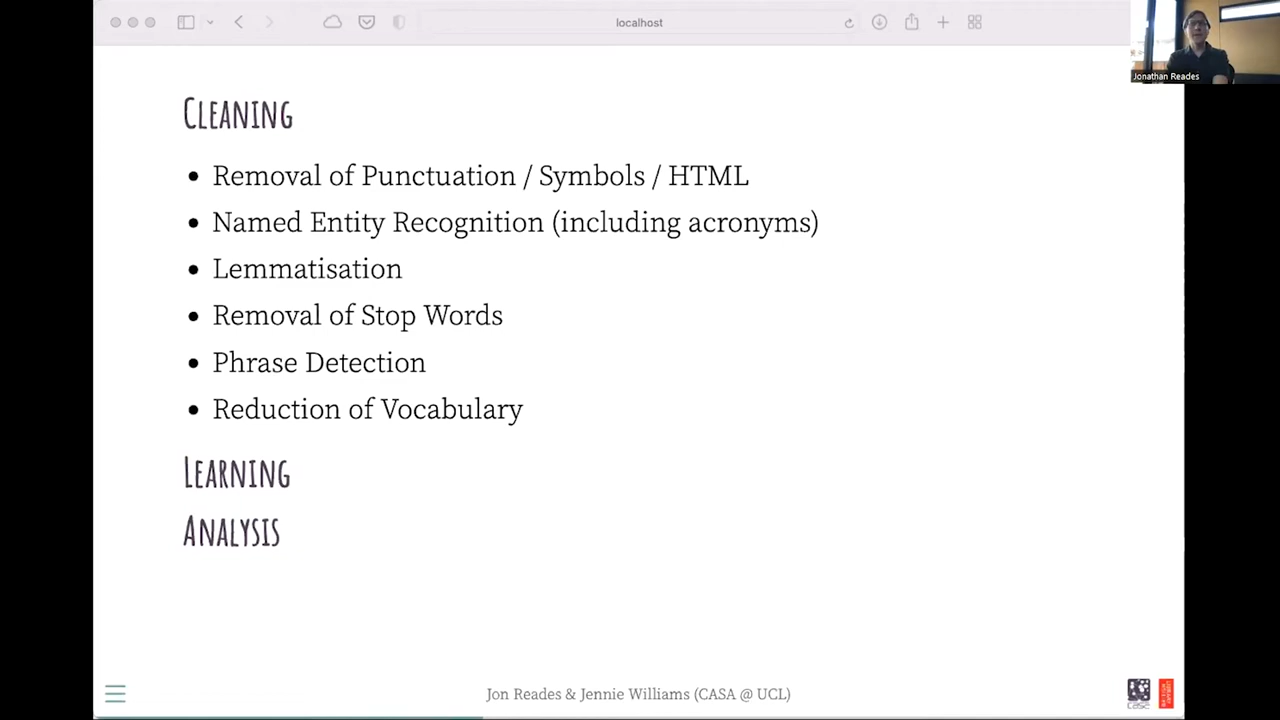 localhost
Jonathan Reades
CLEANING
Removal of Punctuation / Symbols / HTML
Named Entity Recognition (including acronyms)
Lemmatisation
Removal of Stop Words
Phrase Detection
Reduction of Vocabulary
LEARNING
ANALYSIS
Jon Reades & Jennie Williams (CASA @ UCL)